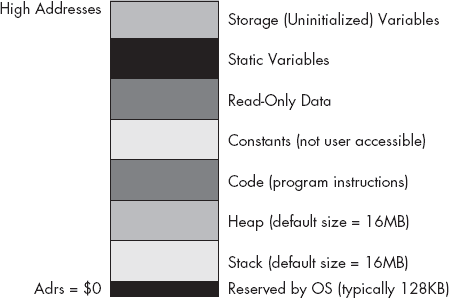 High Addresses
Storage (Uninitialized) Variables
Static Variables
Read-Only Data
Constants (not user accessible)
Code (program instructions)
Heap (default size = 16MB)
Stack (default size = 16MB)
Adrs = $0
Reserved by OS (typically 128KB)